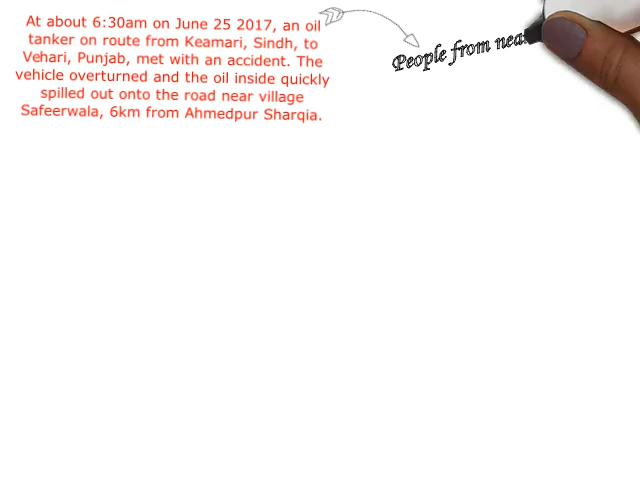 At about 6:30am on June 25 2017, an oil
tanker on route from Keamari, Sindh, to
Vehari, Punjab, met with an accident. The
vehicle overturned and the oil inside quickly
spilled out onto the road near village
Safeerwala, 6km from Ahmedpur Sharqia.
People from